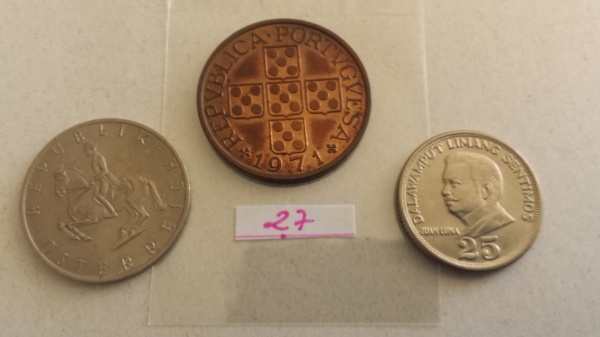 REPVBLICA · PORTVGVESA
1971
REPUBLIK ÖSTERREICH
27
DALAWAMPUT LIMANG SENTIMOS
JUAN LUNA
25